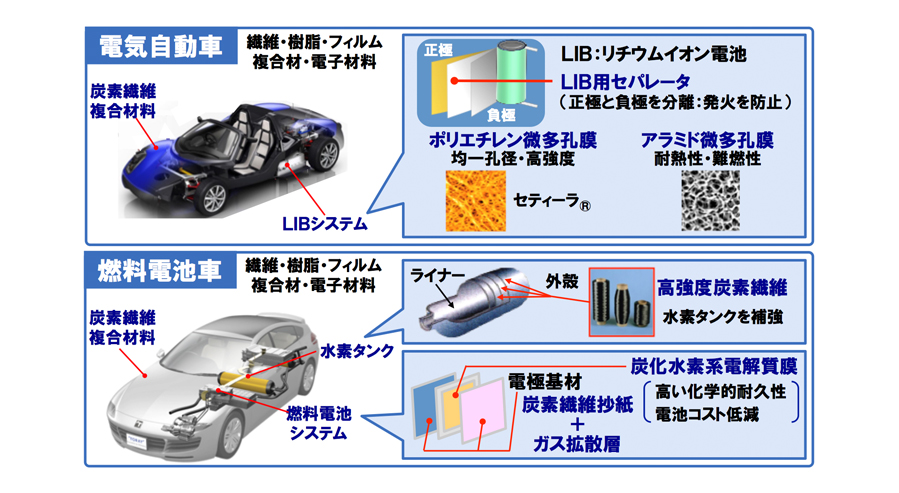 電気自動車
繊維・樹脂・フィルム
複合材・電子材料
炭素繊維
複合材料
LIBシステム
正極
負極
LIB：リチウムイオン電池
LIB用セパレータ
（正極と負極を分離：発火を防止）
ポリエチレン微多孔膜
均一孔径・高強度
セティーラ®
アラミド微多孔膜
耐熱性・難燃性
燃料電池車
繊維・樹脂・フィルム
複合材・電子材料
炭素繊維
複合材料
水素タンク
燃料電池
システム
ライナー
外殻
高強度炭素繊維
水素タンクを補強
炭化水素系電解質膜
高い化学的耐久性
電池コスト低減
電極基材
炭素繊維抄紙
+
ガス拡散層